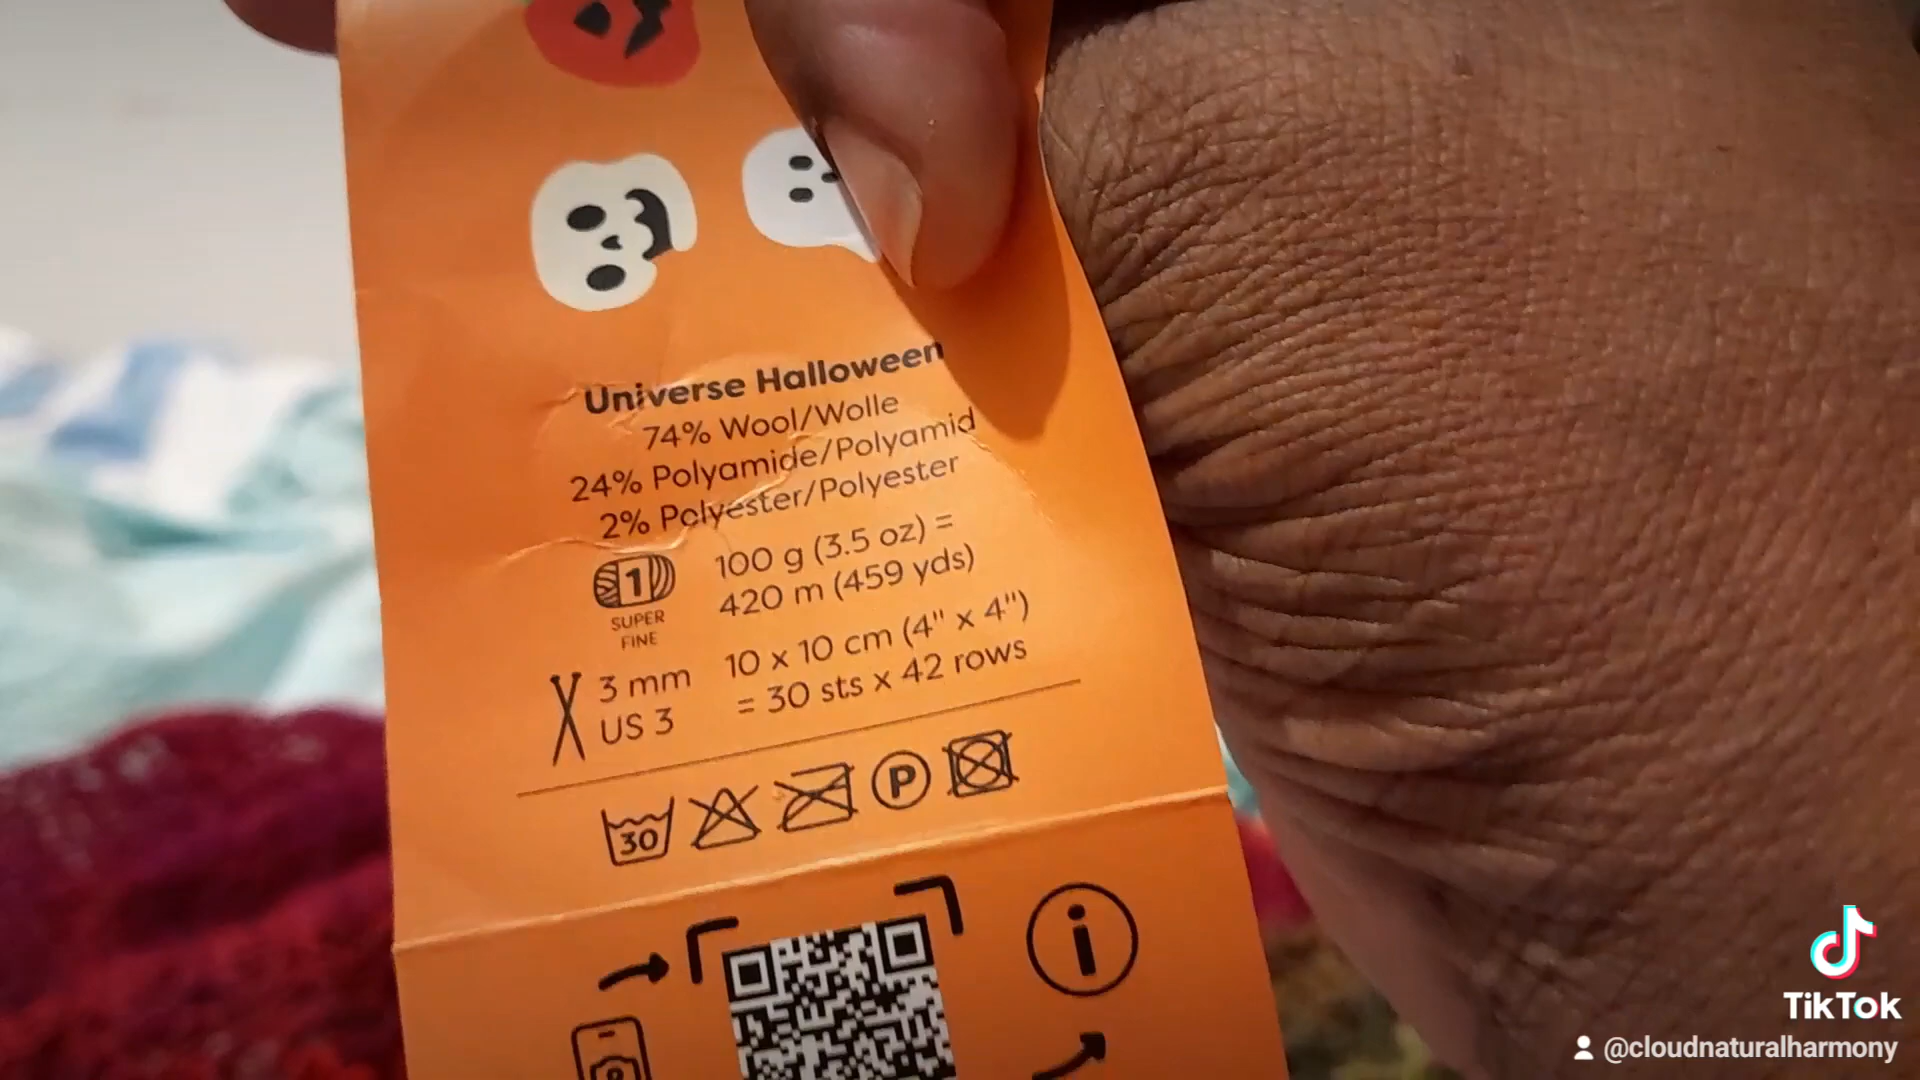 Universe Halloween
74% Wool/Wolle
24% Polyamide/Polyamid
2% Polyester/Polyester
1
SUPER
FINE
100 g (3.5 oz) =
420 m (459 yds)
3 mm
US 3
10 x 10 cm (4" x 4")
= 30 sts x 42 rows
30
P
i
TikTok
@cloudnaturalharmony